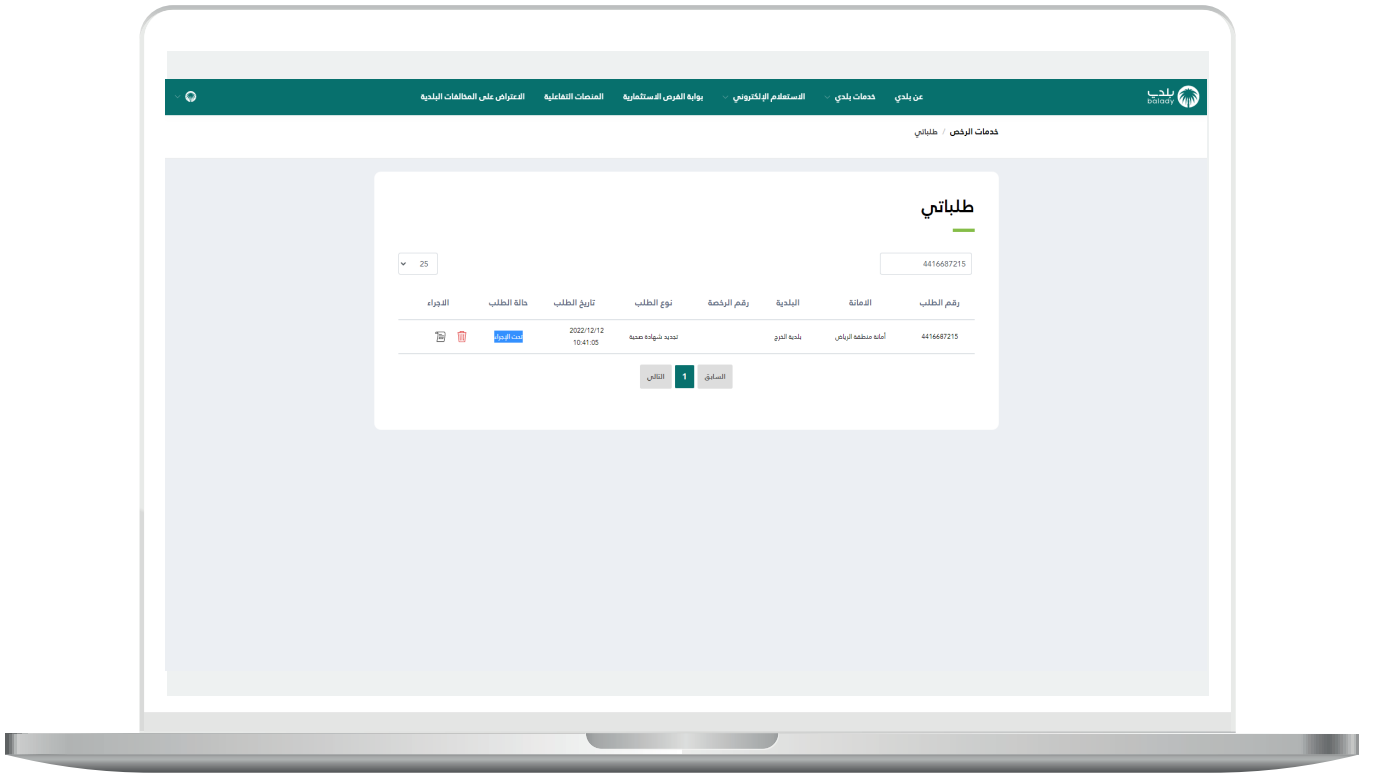 بلدي
balady
عن بلدي خدمات بلدي الاستعلام الإلكتروني بوابة الفرص الاستثمارية المنصات التفاعلية الاعتراض على المخالفات البلدية
خدمات الرخص / طلباتي
طلباتي
4416687215 25
رقم الطلب الامانة البلدية رقم الرخصة نوع الطلب تاريخ الطلب حالة الطلب الاجراء
4416687215 أمانة منطقة الرياض بلدية الخرج تجديد شهادة صحية 2022/12/12 تحت الإجراء
10:41:05
السابق 1 التالي